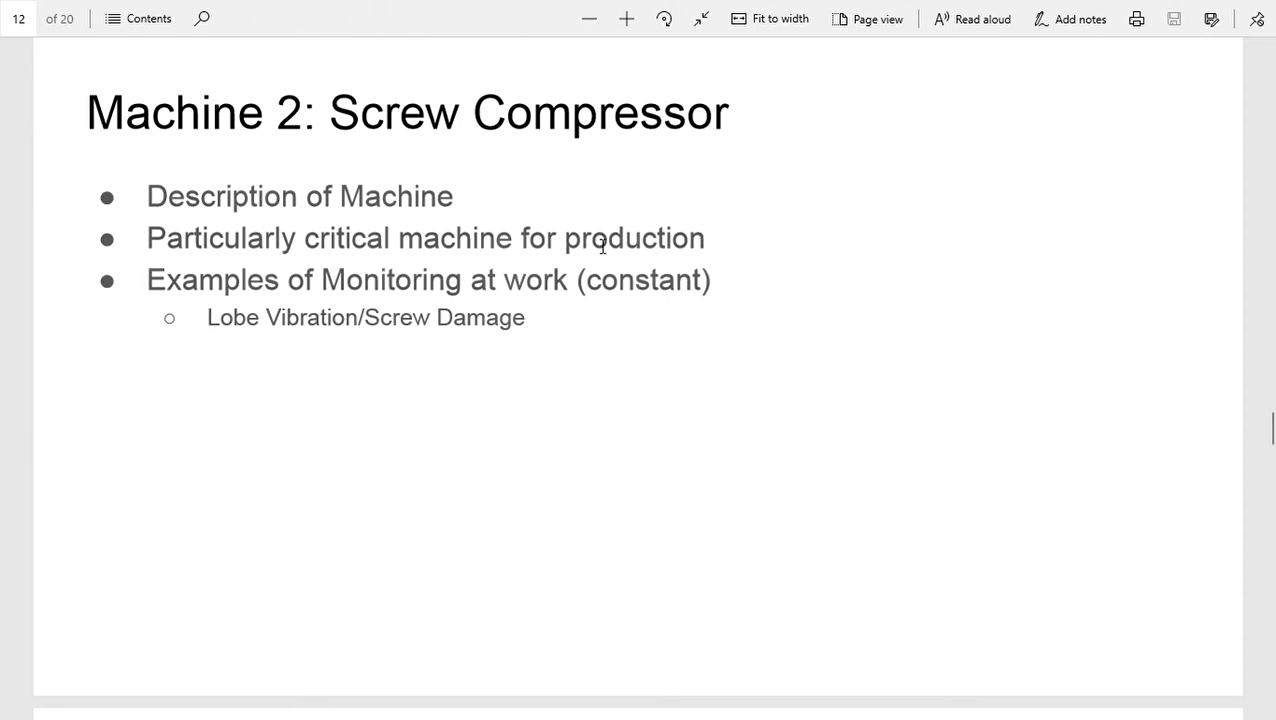 12 of 20 Contents Fit to width Page view Read aloud Add notes
Machine 2: Screw Compressor
● Description of Machine
● Particularly critical machine for production
● Examples of Monitoring at work (constant)
○ Lobe Vibration/Screw Damage